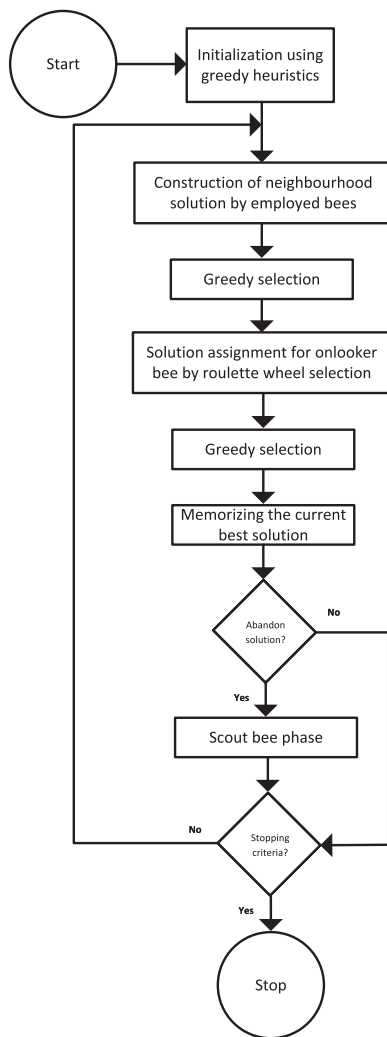 Start
Initialization using
greedy heuristics
Construction of neighbourhood
solution by employed bees
Greedy selection
Solution assignment for onlooker
bee by roulette wheel selection
Greedy selection
Memorizing the current
best solution
Abandon
solution?
No
Yes
Scout bee phase
Stopping
criteria?
No
Yes
Stop